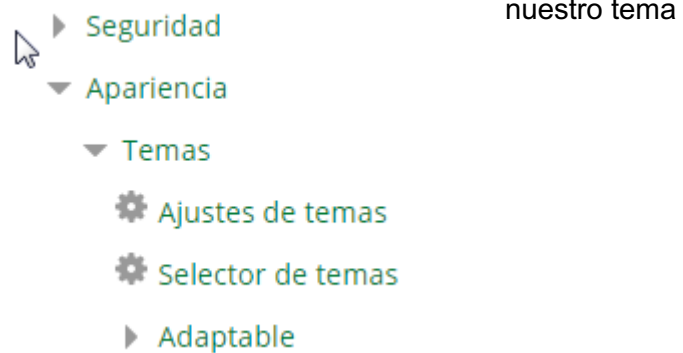 nuestro tema
Seguridad
Apariencia
Temas
Ajustes de temas
Selector de temas
Adaptable